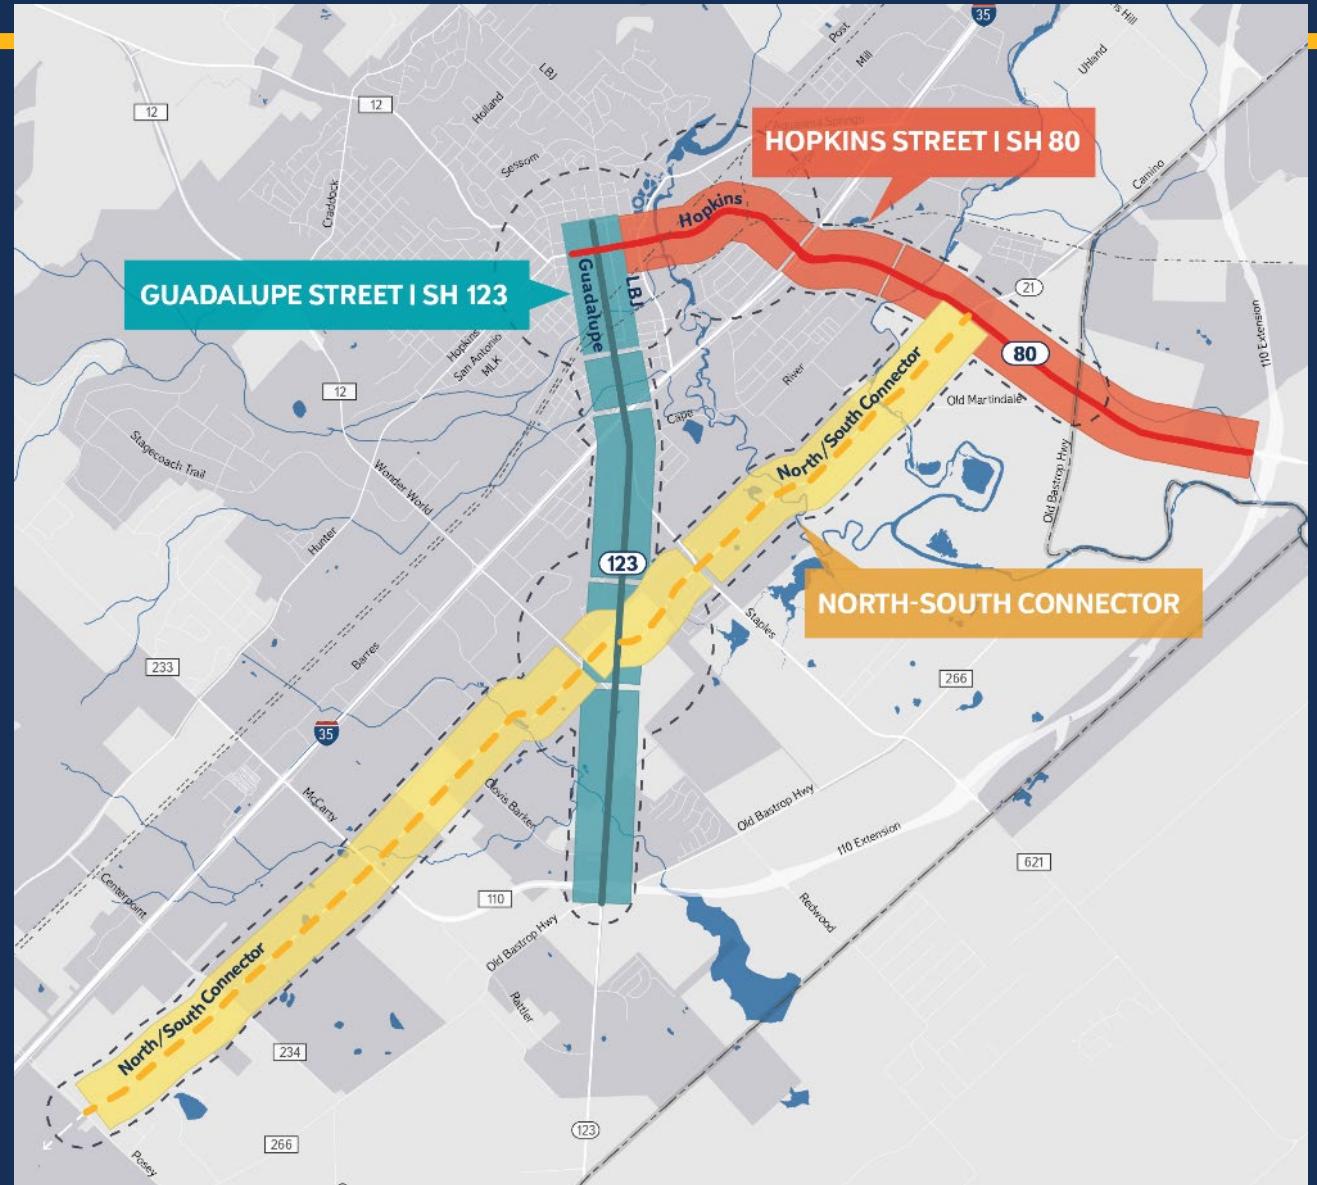 35
Post
Mill
Uhland
LBJ
12
12
Holland
HOPKINS STREET | SH 80
Sessom
Camino
Craddock
Hopkins
GUADALUPE STREET | SH 123
Guadalupe
LBJ
21
110 Extension
Hopkins
San Antonio
MLK
80
North/South Connector
River
12
Old Martindale
Cape
Stagecoach Trail
Wonder World
Old Bastrop Hwy
Hunter
123
NORTH-SOUTH CONNECTOR
Staples
Barnes
233
266
35
McCarty
Clovis Barker
Old Bastrop Hwy
110 Extension
621
Centerpoint
110
Redwood
Old Bastrop Hwy
North/South Connector
Rattler
234
123
266
Posey